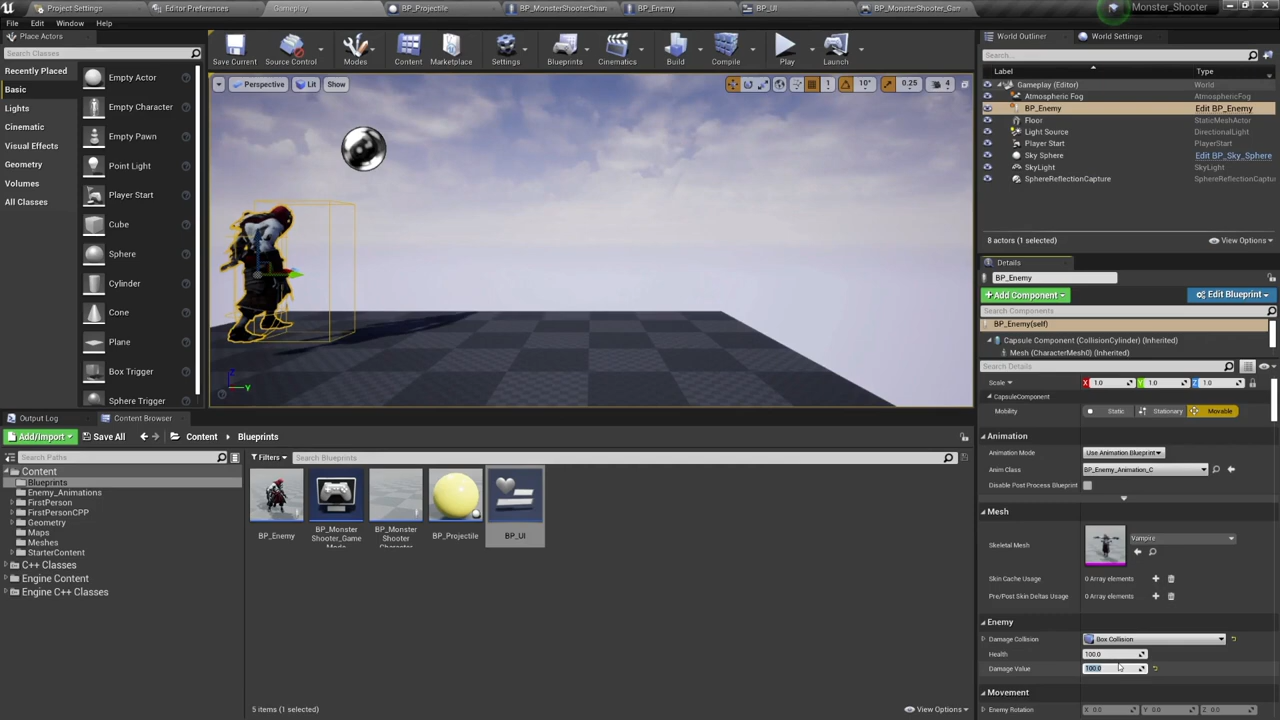 Project Settings
Editor Preferences
Gameplay
BP_Projectile
BP_MonsterShooterChar
BP_Enemy
BP_UI
BP_MonsterShooter_Gam
Monster_Shooter
File Edit Window Help
Place Actors
Search Classes
Recently Placed
Basic
Lights
Cinematic
Visual Effects
Geometry
Volumes
All Classes
Empty Actor
Empty Character
Empty Pawn
Point Light
Player Start
Cube
Sphere
Cylinder
Cone
Plane
Box Trigger
Sphere Trigger
Save Current
Source Control
Modes
Content
Marketplace
Settings
Blueprints
Cinematics
Build
Compile
Play
Launch
Perspective
Lit
Show
1
10°
0.25
4
Z
Y
World Outliner
World Settings
Search...
Label
Type
Gameplay (Editor)
World
Atmospheric Fog
AtmosphericFog
BP_Enemy
Edit BP_Enemy
Floor
StaticMeshActor
Light Source
DirectionalLight
Player Start
PlayerStart
Sky Sphere
Edit BP_Sky_Sphere
SkyLight
SkyLight
SphereReflectionCapture
SphereReflectionCaptur
8 actors (1 selected)
View Options
Details
BP_Enemy
+Add Component
Edit Blueprint
Search Components
BP_Enemy(self)
Capsule Component (CollisionCylinder) (Inherited)
Mesh (CharacterMesh0) (Inherited)
Search Details
Scale
X 1.0
Y 1.0
Z 1.0
CapsuleComponent
Mobility
Static
Stationary
Movable
Animation
Animation Mode
Use Animation Blueprint
Anim Class
BP_Enemy_Animation_C
Disable Post Process Blueprint
Mesh
Skeletal Mesh
Vampire
Skin Cache Usage
0 Array elements
Pre/Post Skin Deltas Usage
0 Array elements
Enemy
Damage Collision
Box Collision
Health
100.0
Damage Value
100.0
Movement
Enemy Rotation
X 0.0
Y 0.0
Z 0.0
Output Log
Content Browser
Add/Import
Save All
Content
Blueprints
Search Paths
Filters
Search Blueprints
Content
Blueprints
Enemy_Animations
FirstPerson
FirstPersonCPP
Geometry
Maps
Meshes
StarterContent
C++ Classes
Engine Content
Engine C++ Classes
BP_Enemy
BP_Monster
Shooter_Game
BP_Monster
Shooter
Character
BP_Projectile
BP_UI
5 items (1 selected)
View Options